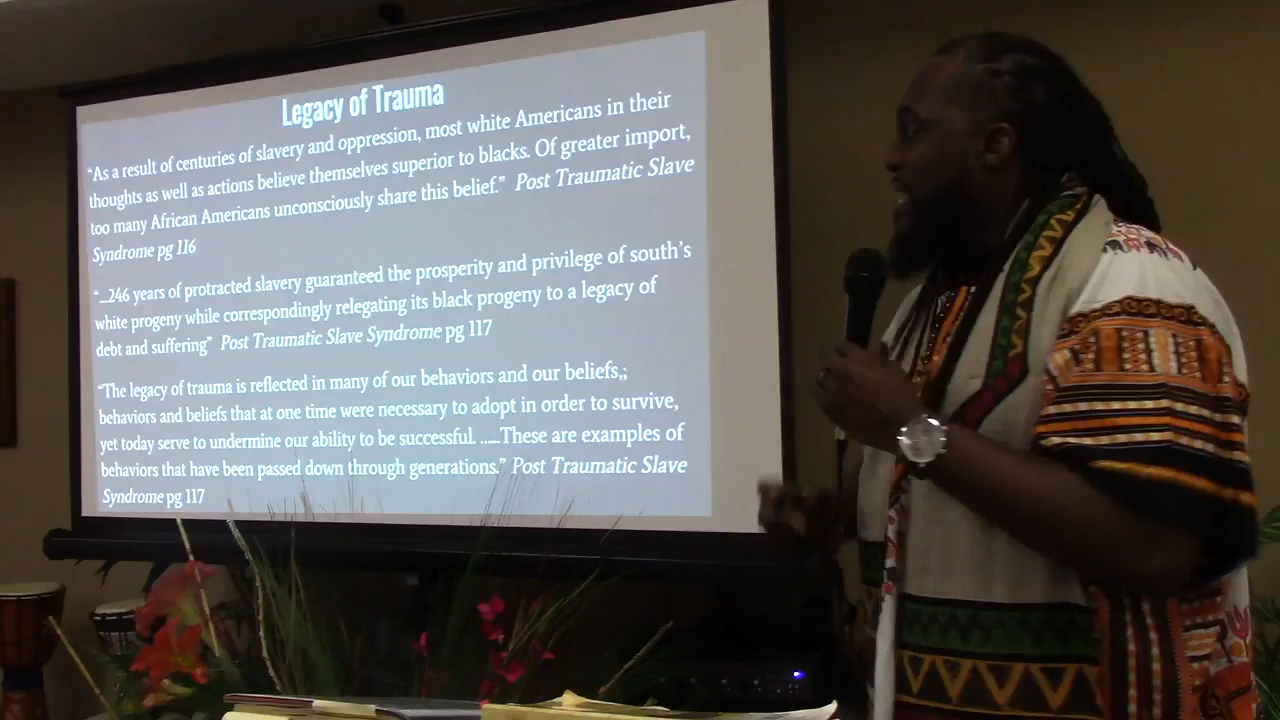 Legacy of Trauma
“As a result of centuries of slavery and oppression, most white Americans in their
thoughts as well as actions believe themselves superior to blacks. Of greater import,
too many African Americans unconsciously share this belief.” Post Traumatic Slave
Syndrome pg 116
“...246 years of protracted slavery guaranteed the prosperity and privilege of south's
white progeny while correspondingly relegating its black progeny to a legacy of
debt and suffering” Post Traumatic Slave Syndrome pg 117
“The legacy of trauma is reflected in many of our behaviors and our beliefs,;
behaviors and beliefs that at one time were necessary to adopt in order to survive,
yet today serve to undermine our ability to be successful. ......These are examples of
behaviors that have been passed down through generations.” Post Traumatic Slave
Syndrome pg 117